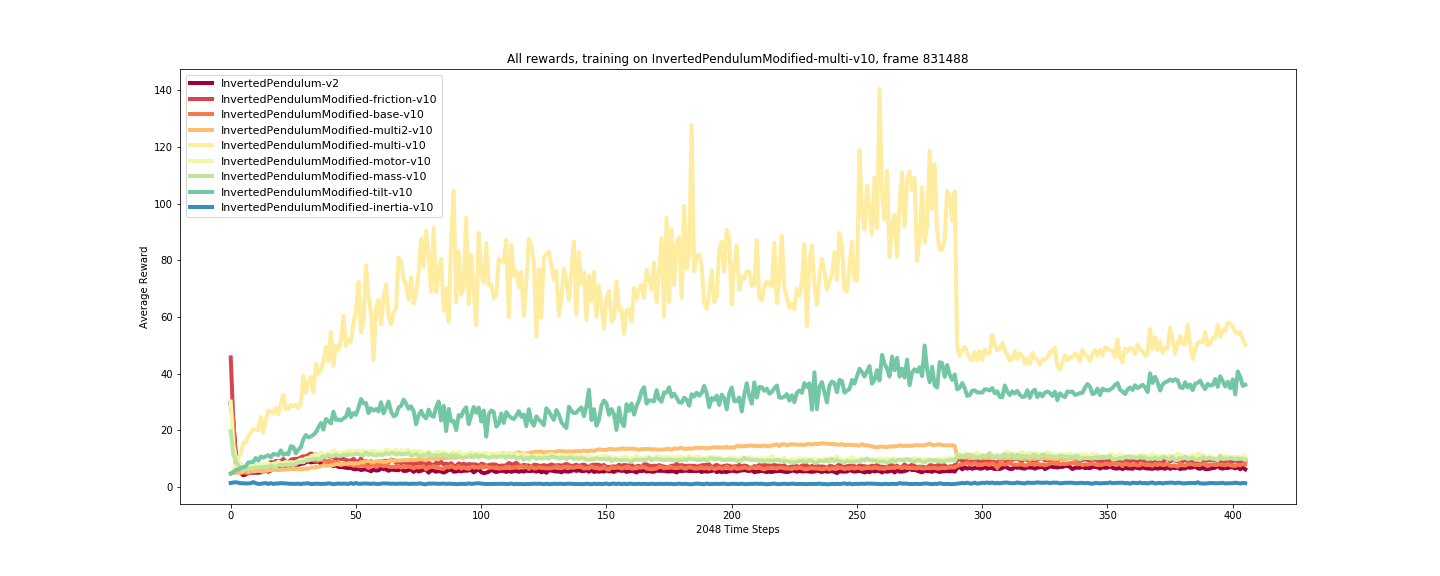 All rewards, training on InvertedPendulumModified-multi-v10, frame 831488
InvertedPendulum-v2
InvertedPendulumModified-friction-v10
InvertedPendulumModified-base-v10
InvertedPendulumModified-multi2-v10
InvertedPendulumModified-multi-v10
InvertedPendulumModified-motor-v10
InvertedPendulumModified-mass-v10
InvertedPendulumModified-tilt-v10
InvertedPendulumModified-inertia-v10
Average Reward
140
120
100
80
60
40
20
0
0 50 100 150 200 250 300 350 400
2048 Time Steps